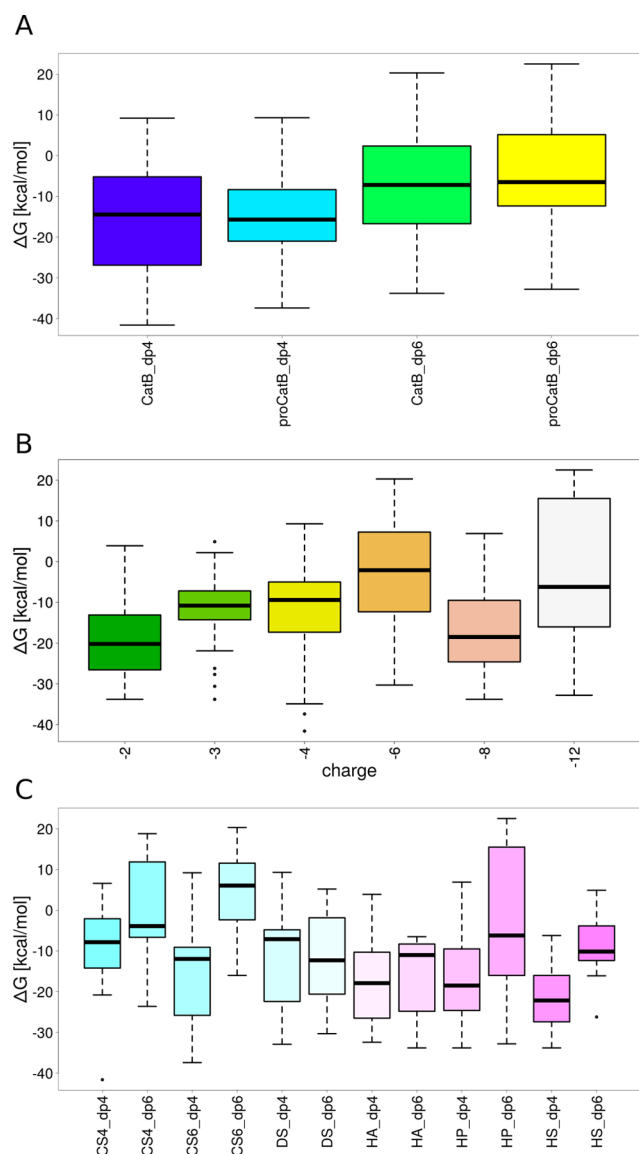 A
ΔG [kcal/mol]
20
10
0
-10
-20
-30
-40
CatB_dp4
proCatB_dp4
CatB_dp6
proCatB_dp6
B
ΔG [kcal/mol]
20
10
0
-10
-20
-30
-40
-2
-3
-4
-6
-8
-12
charge
C
ΔG [kcal/mol]
20
10
0
-10
-20
-30
-40
CS4_dp4
CS4_dp6
CS6_dp4
CS6_dp6
DS_dp4
DS_dp6
HA_dp4
HA_dp6
HP_dp4
HP_dp6
HS_dp4
HS_dp6